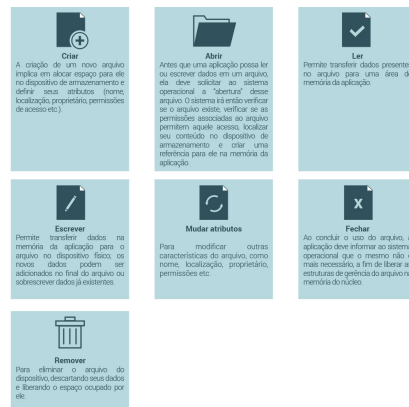 Criar
A criação de um novo arquivo
implica em alocar espaço para ele
no dispositivo de armazenamento e
definir seus atributos (nome,
localização, proprietário, permissões
de acesso etc.).
Abrir
Antes que uma aplicação possa ler
ou escrever dados em um arquivo,
ela deve solicitar ao sistema
operacional a "abertura" desse
arquivo. O sistema irá então verificar
se o arquivo existe, verificar se as
permissões associadas ao arquivo
permitem aquele acesso, localizar
seu conteúdo no dispositivo de
armazenamento e criar uma
referência para ele na memória da
aplicação.
Ler
Permite transferir dados presentes
no arquivo para uma área de
memória da aplicação.
Escrever
Permite transferir dados na
memória da aplicação para o
arquivo no dispositivo físico, os
novos dados podem ser
adicionados no final do arquivo ou
sobrescrever dados já existentes.
Mudar atributos
Para modificar outras
características do arquivo, como
nome, localização, proprietário,
permissões etc.
Fechar
Ao concluir o uso do arquivo, a
aplicação deve informar ao sistema
operacional que o mesmo não é
mais necessário, a fim de liberar as
estruturas de gerência do arquivo na
memória do núcleo.
Remover
Para eliminar o arquivo do
dispositivo, descartando seus dados
e liberando o espaço ocupado por
ele.